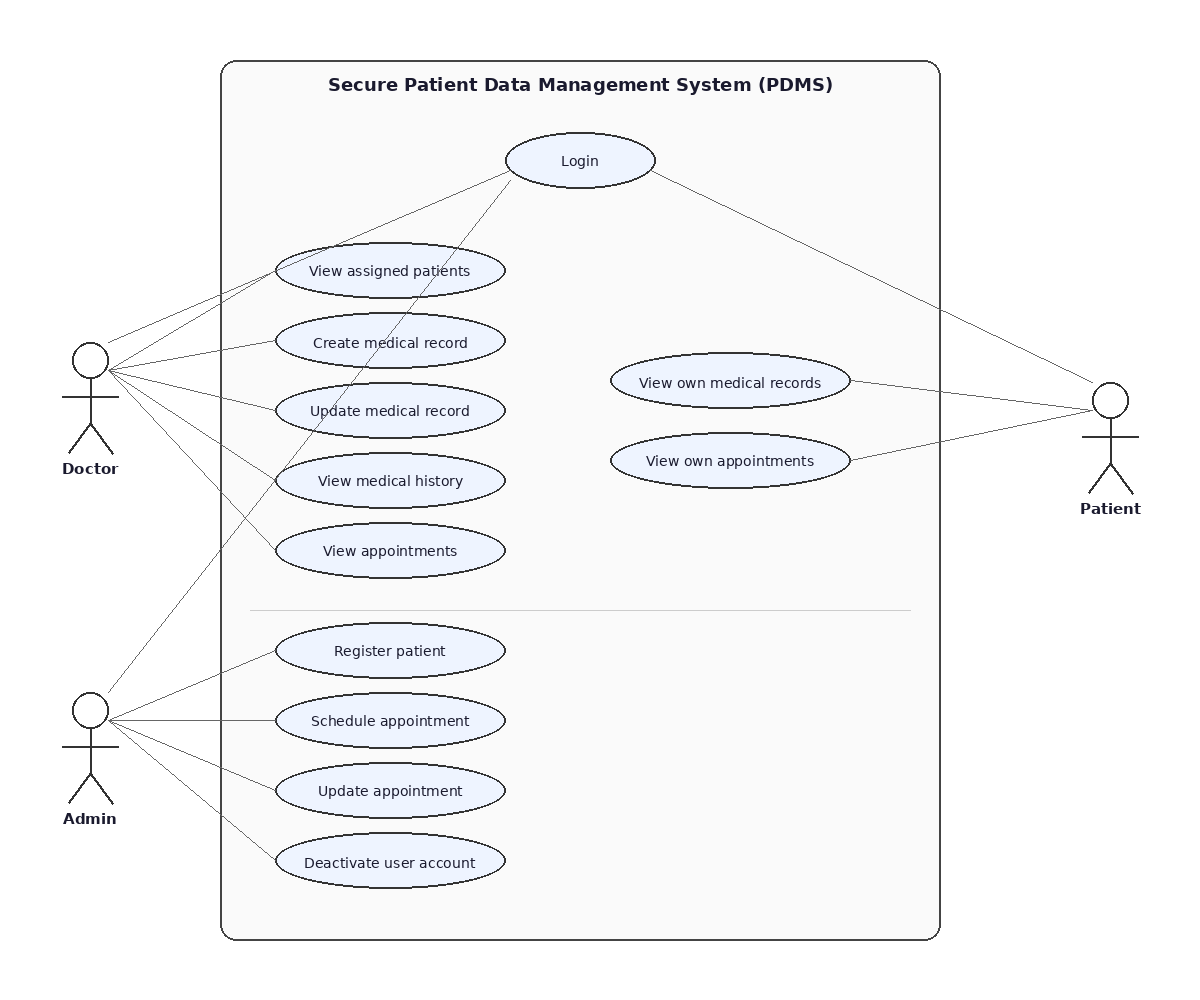 Secure Patient Data Management System (PDMS)
Login
View assigned patients
Create medical record
View own medical records
Update medical record
Doctor
View own appointments
View medical history
Patient
View appointments
Register patient
Schedule appointment
Update appointment
Admin
Deactivate user account